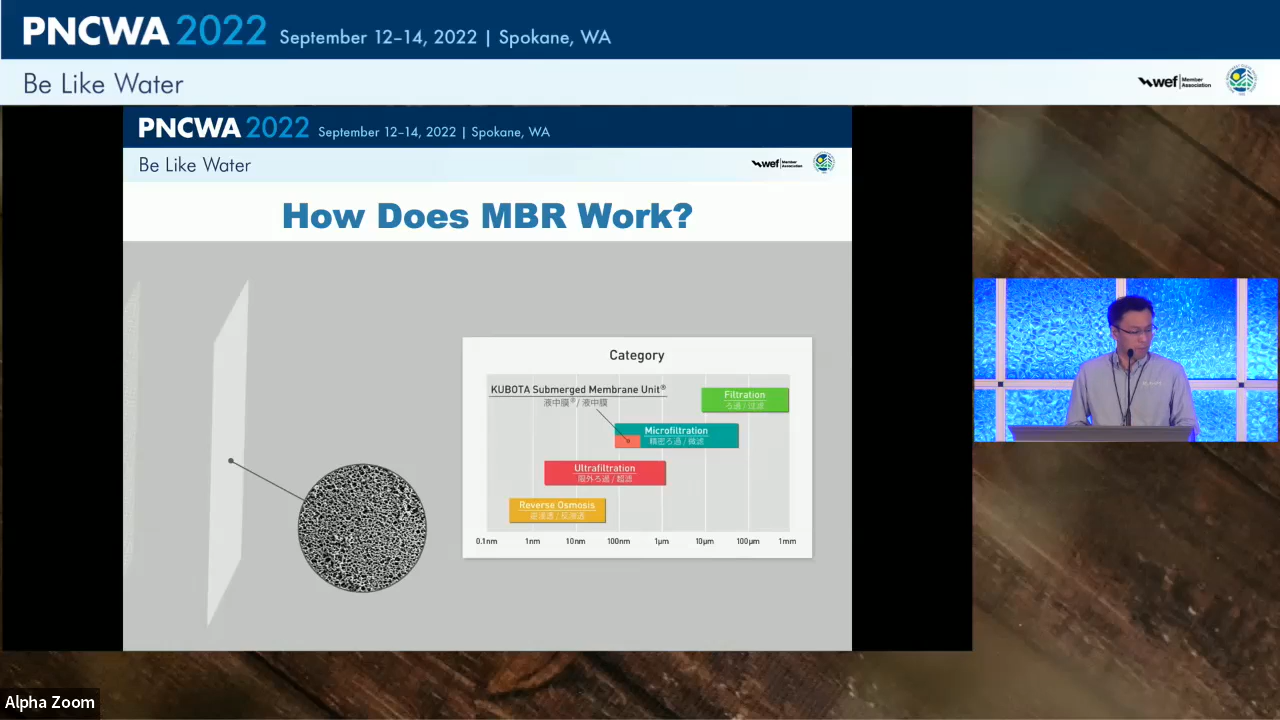 PNCWA 2022 September 12-14, 2022 | Spokane, WA
Be Like Water
wef Member Association
PNCWA 2022 September 12-14, 2022 | Spokane, WA
Be Like Water
wef Member Association
How Does MBR Work?
Category
KUBOTA Submerged Membrane Unit®
液中膜®/ 液中膜
Filtration
ろ過 / 过滤
Microfiltration
精密ろ過 / 微滤
Ultrafiltration
限外ろ過 / 超滤
Reverse Osmosis
逆浸透 / 反渗透
0.1nm 1nm 10nm 100nm 1μm 10μm 100μm 1mm
Alpha Zoom